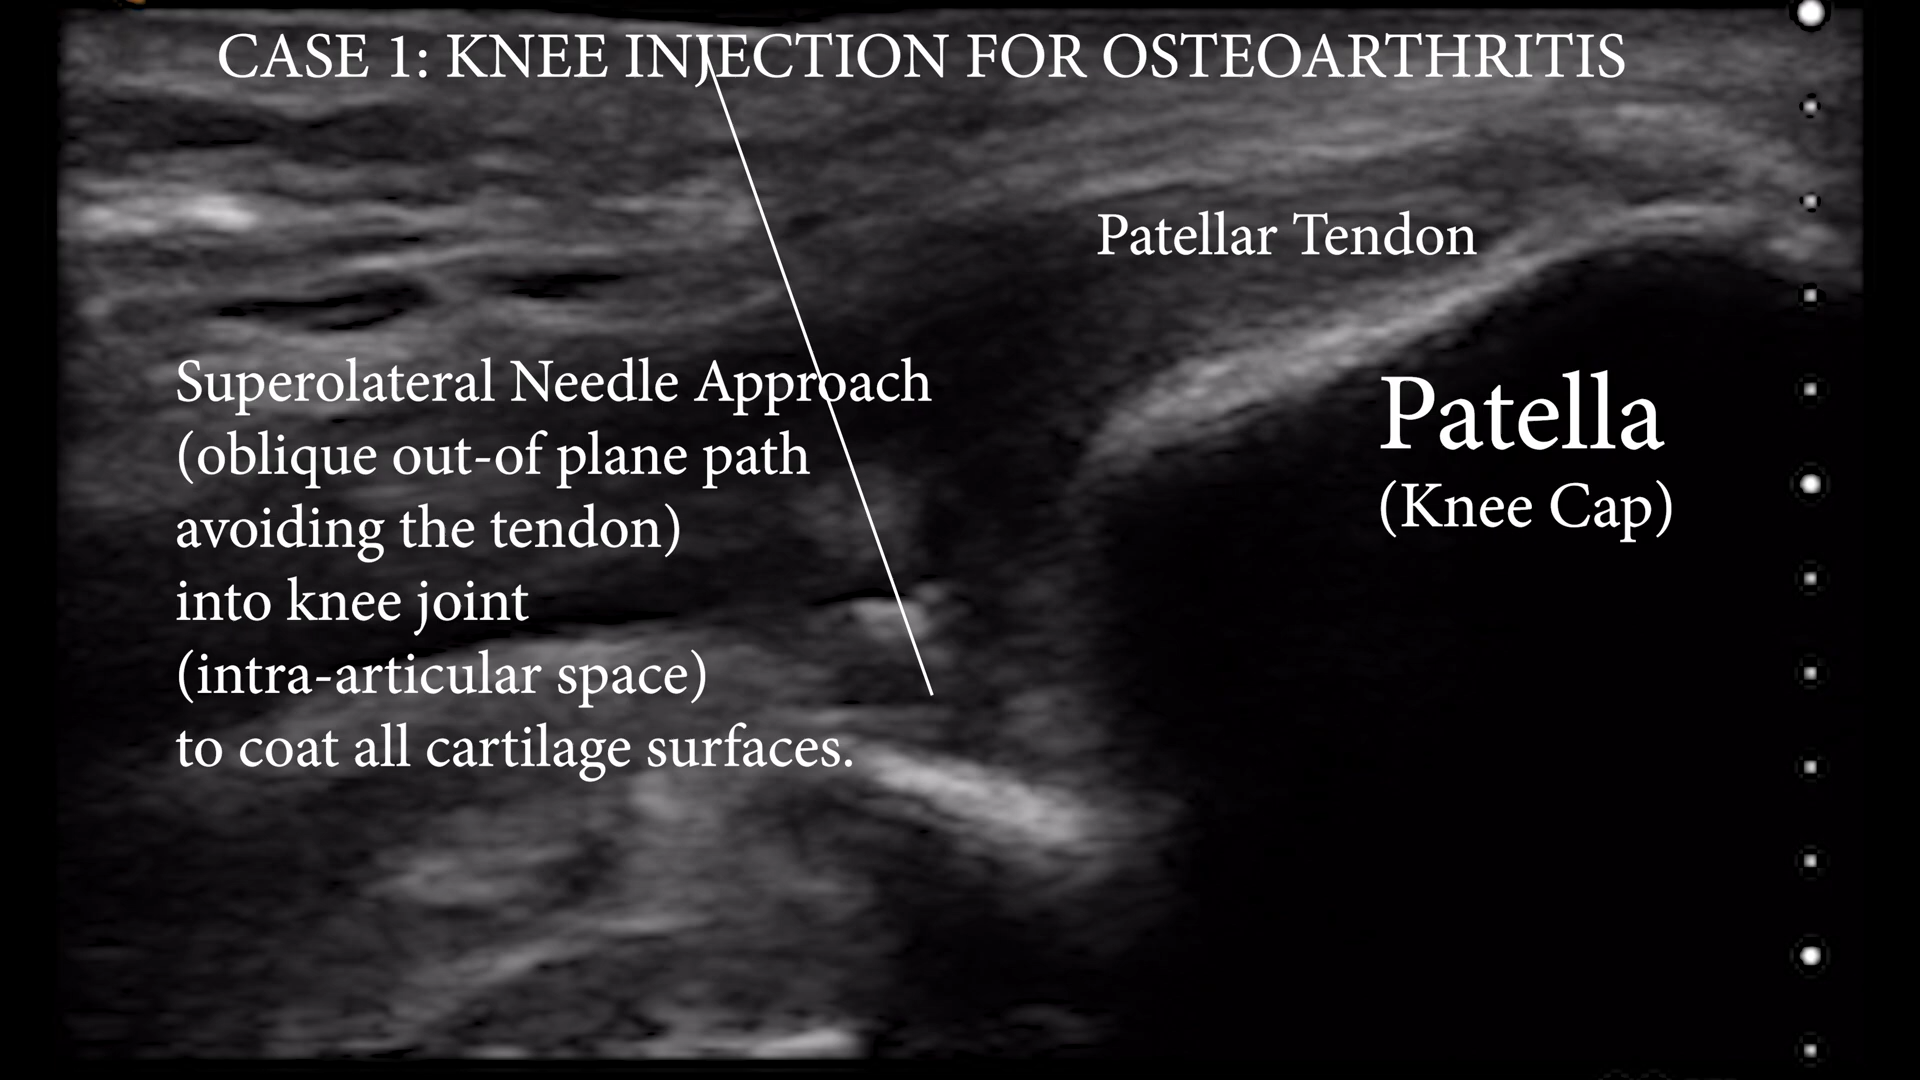 CASE 1: KNEE INJECTION FOR OSTEOARTHRITIS
Patellar Tendon
Superolateral Needle Approach
(oblique out-of plane path
avoiding the tendon)
into knee joint
(intra-articular space)
to coat all cartilage surfaces.
Patella
(Knee Cap)